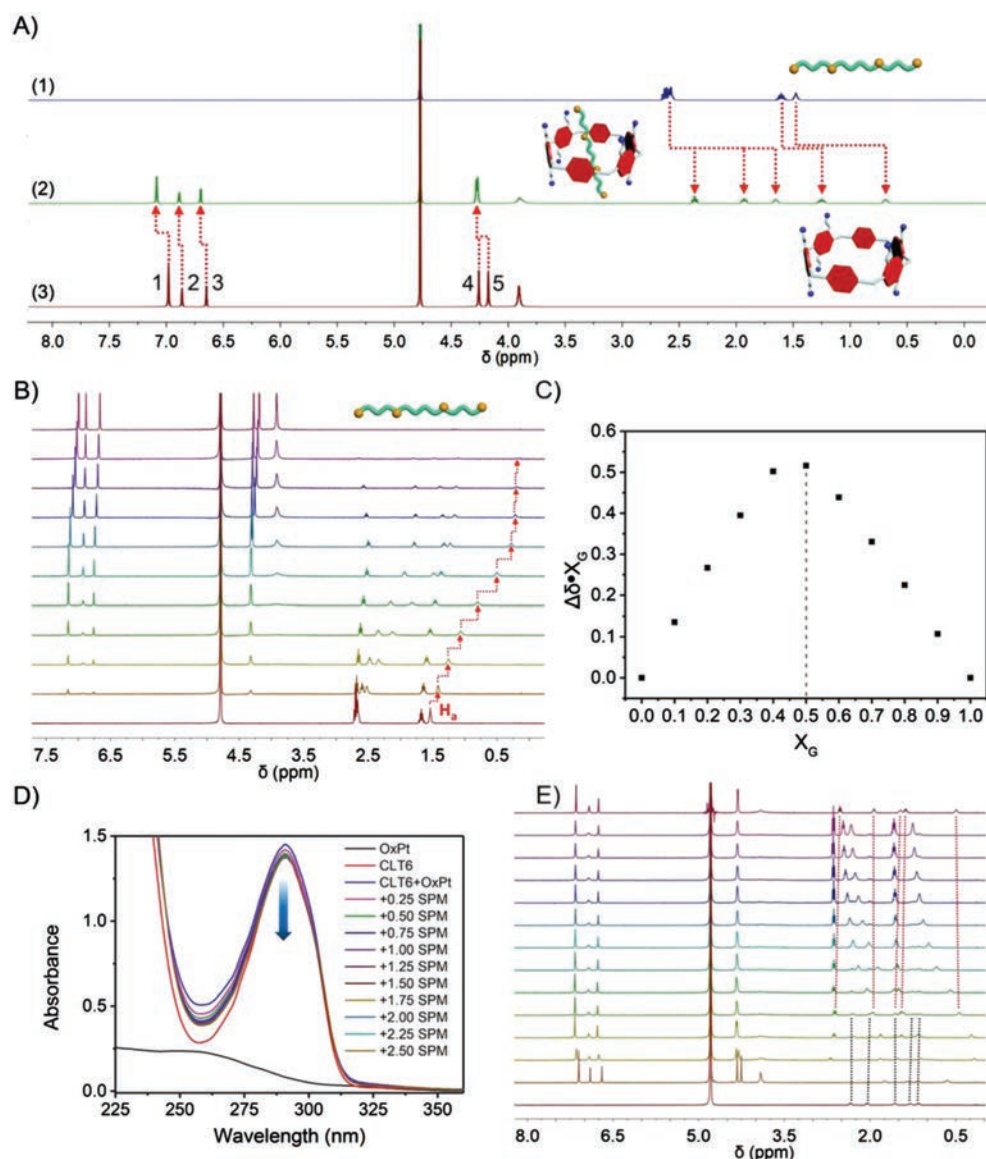 A)
(1)
(2)
1 2 3 4 5
(3)
8.0 7.5 7.0 6.5 6.0 5.5 5.0 4.5 4.0 3.5 3.0 2.5 2.0 1.5 1.0 0.5 0.0
δ (ppm)
B)
Ha
7.5 6.5 5.5 4.5 3.5 2.5 1.5 0.5
δ (ppm)
C)
0.6
0.5
0.4
0.3
0.2
0.1
0.0
Δδ•XG
0.0 0.1 0.2 0.3 0.4 0.5 0.6 0.7 0.8 0.9 1.0
XG
D)
1.5
1.0
0.5
0.0
Absorbance
OxPt
CLT6
CLT6+OxPt
+0.25 SPM
+0.50 SPM
+0.75 SPM
+1.00 SPM
+1.25 SPM
+1.50 SPM
+1.75 SPM
+2.00 SPM
+2.25 SPM
+2.50 SPM
225 250 275 300 325 350
Wavelength (nm)
E)
8.0 6.5 5.0 3.5 2.0 0.5
δ (ppm)